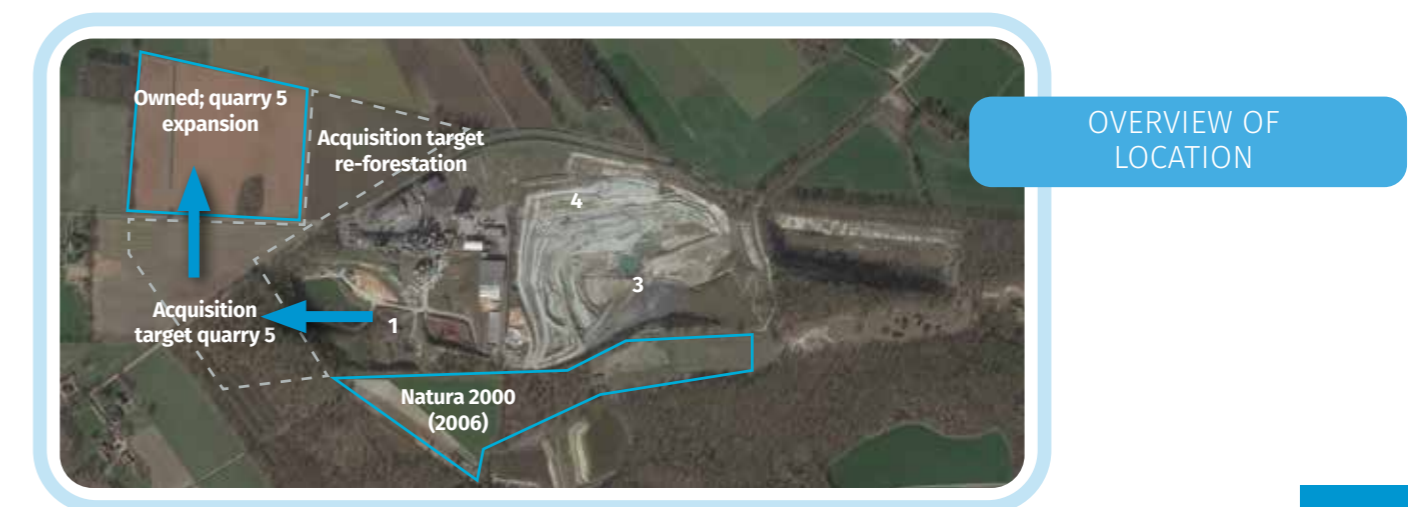 OVERVIEW OF
LOCATION
Owned; quarry 5
expansion
Acquisition target
re-forestation
4
3
Acquisition
target quarry 5
1
Natura 2000
(2006)